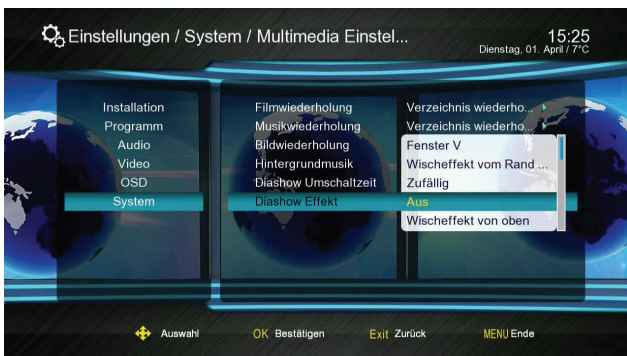 Einstellungen / System / Multimedia Einstel...
15:25
Dienstag, 01. April / 7°C
Installation
Programm
Audio
Video
OSD
System
Filmwiederholung
Musikwiederholung
Bildwiederholung
Hintergrundmusik
Diashow Umschaltzeit
Diashow Effekt
Verzeichnis wiederho...
Verzeichnis wiederho...
Fenster V
Wischeffekt vom Rand ...
Zufällig
Aus
Wischeffekt von oben
Auswahl
OK Bestätigen
Exit Zurück
MENU Ende